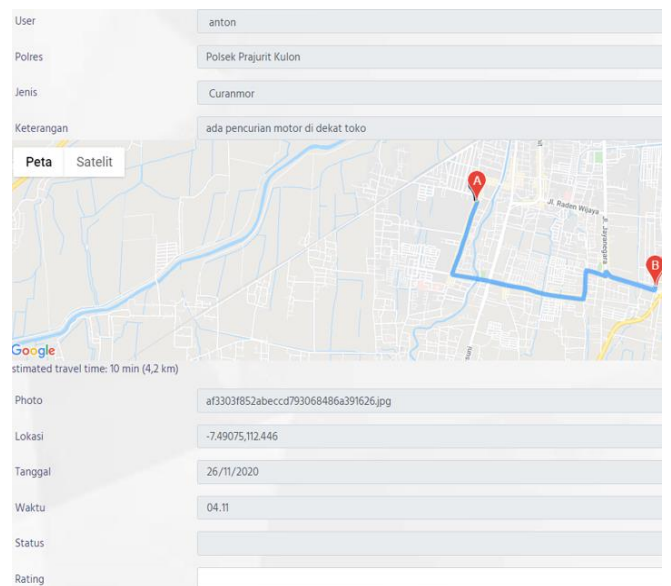 User anton
Polres Polsek Prajurit Kulon
Jenis Curanmor
Keterangan ada pencurian motor di dekat toko
Peta Satelit
A
Jl. Raden Wijaya
Jl. Jayanegara
B
Google
stimated travel time: 10 min (4,2 km)
Photo af3303f852abeccd793068486a391626.jpg
Lokasi -7.49075,112.446
Tanggal 26/11/2020
Waktu 04.11
Status
Rating